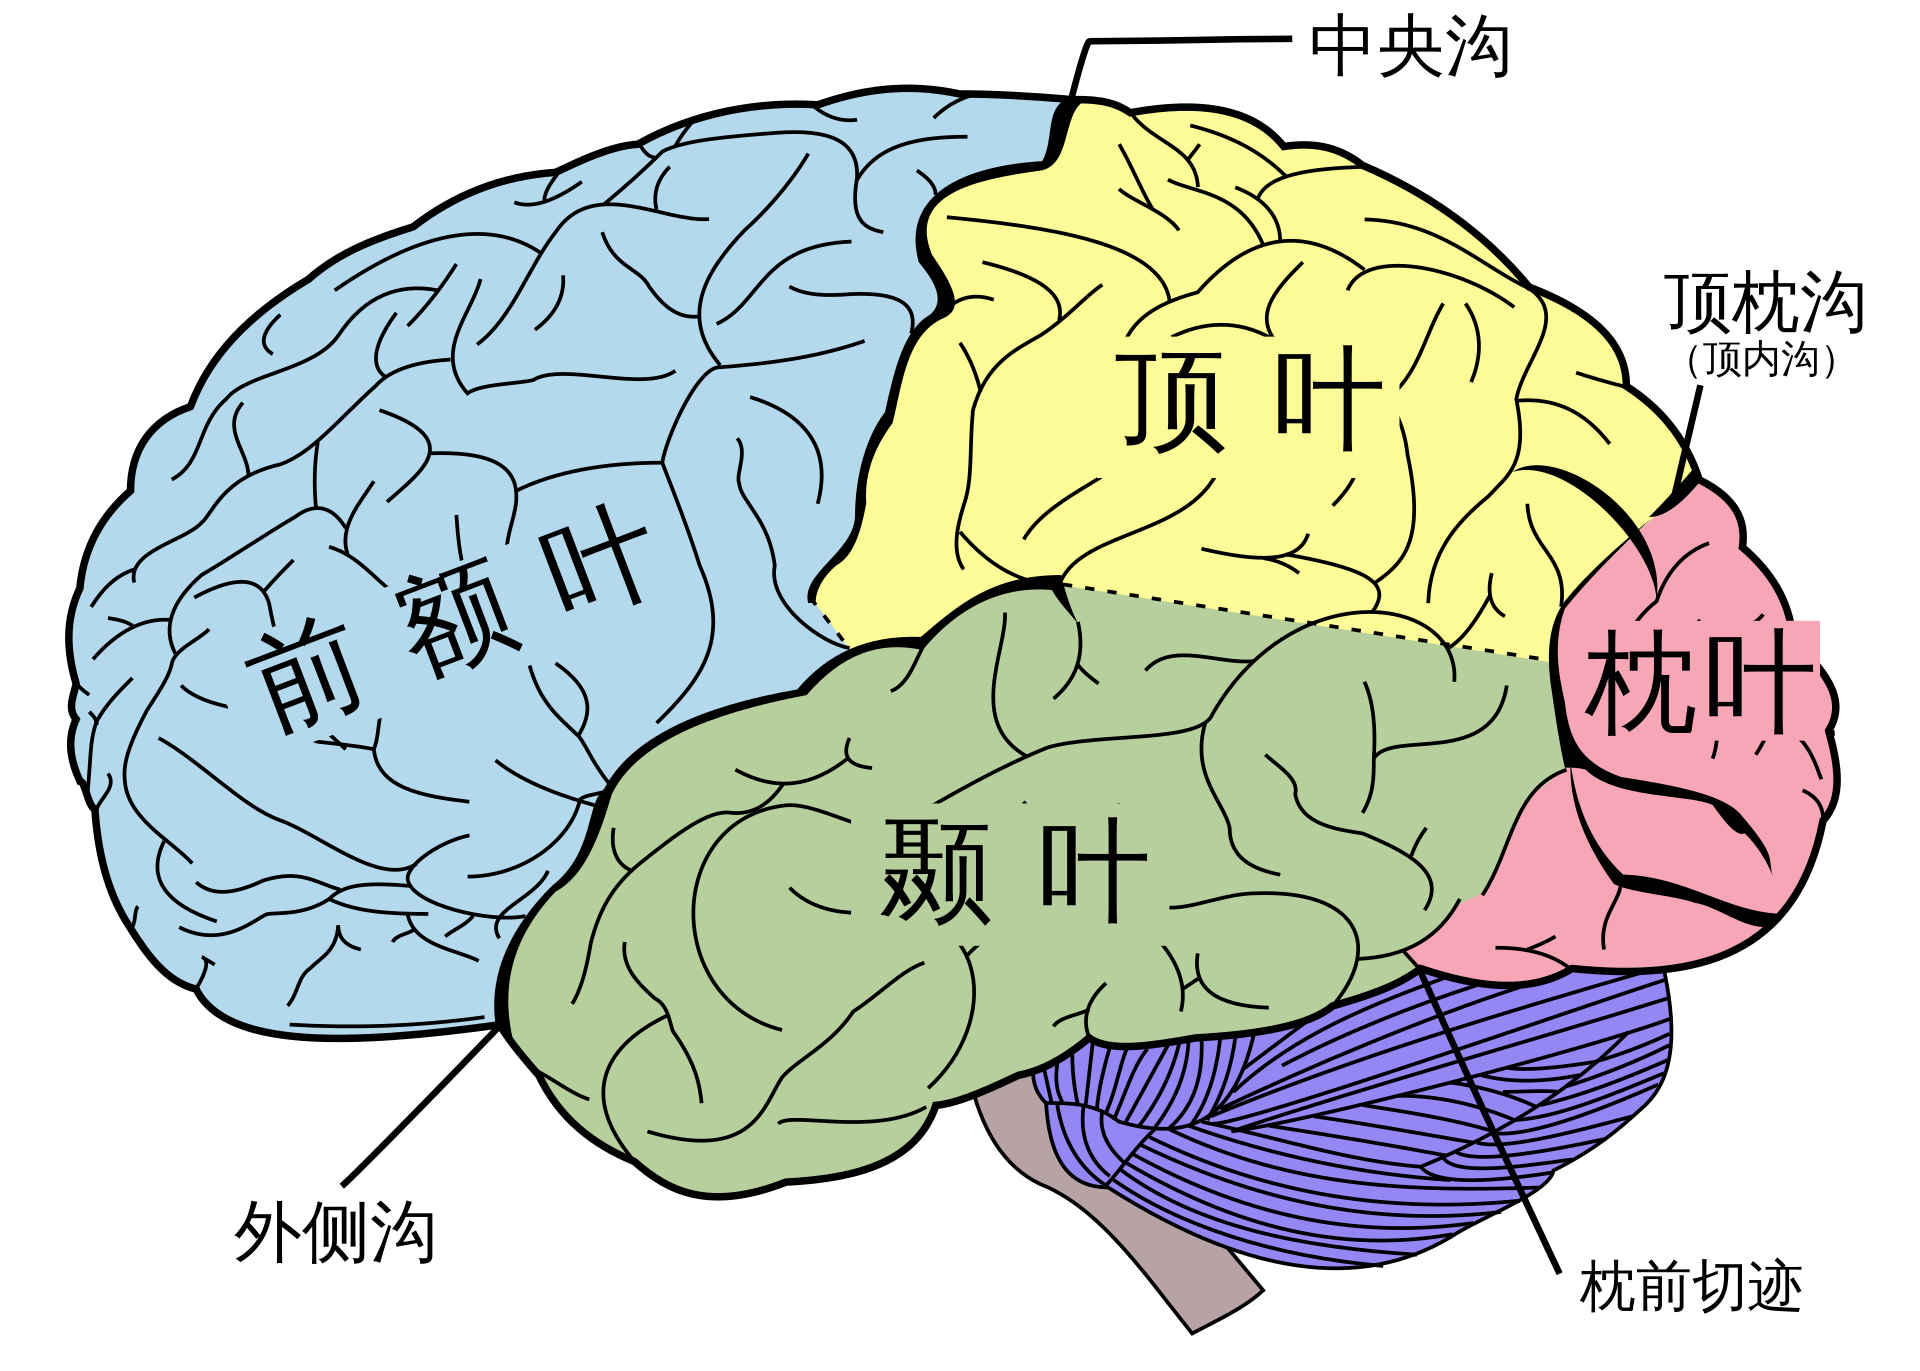 中央沟
顶枕沟
（顶内沟）
顶 叶
前 额 叶
枕叶
颞 叶
外侧沟
枕前切迹